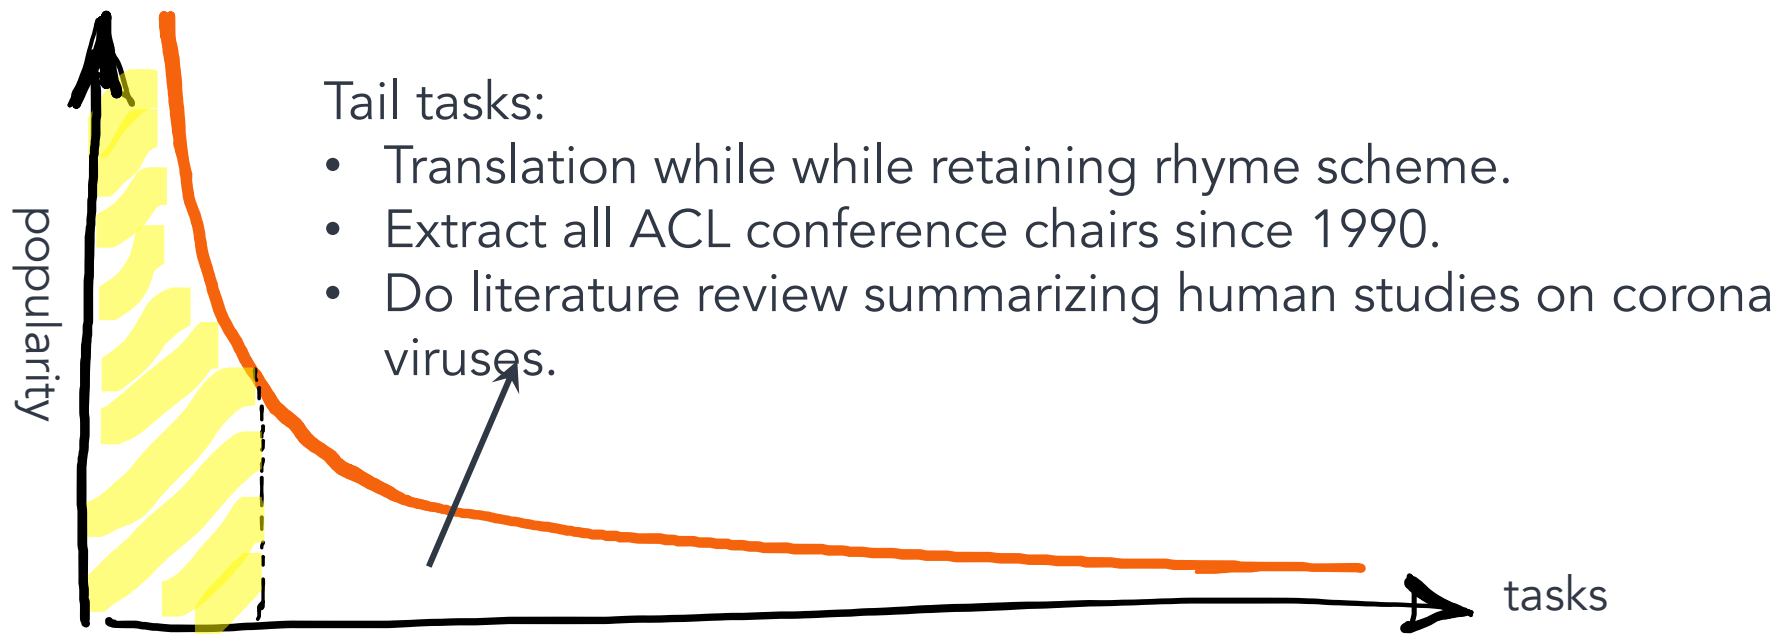 Tail tasks:
• Translation while while retaining rhyme scheme.
• Extract all ACL conference chairs since 1990.
• Do literature review summarizing human studies on corona
viruses.
popularity
tasks